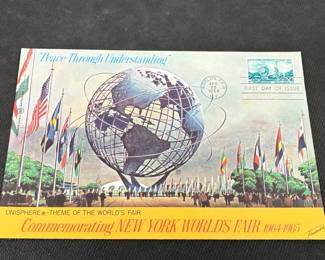 "Peace Through Understanding"
FIRST DAY OF ISSUE
UNISPHERE®-THEME OF THE WORLD'S FAIR
Commemorating NEW YORK WORLD'S FAIR 1964-1965